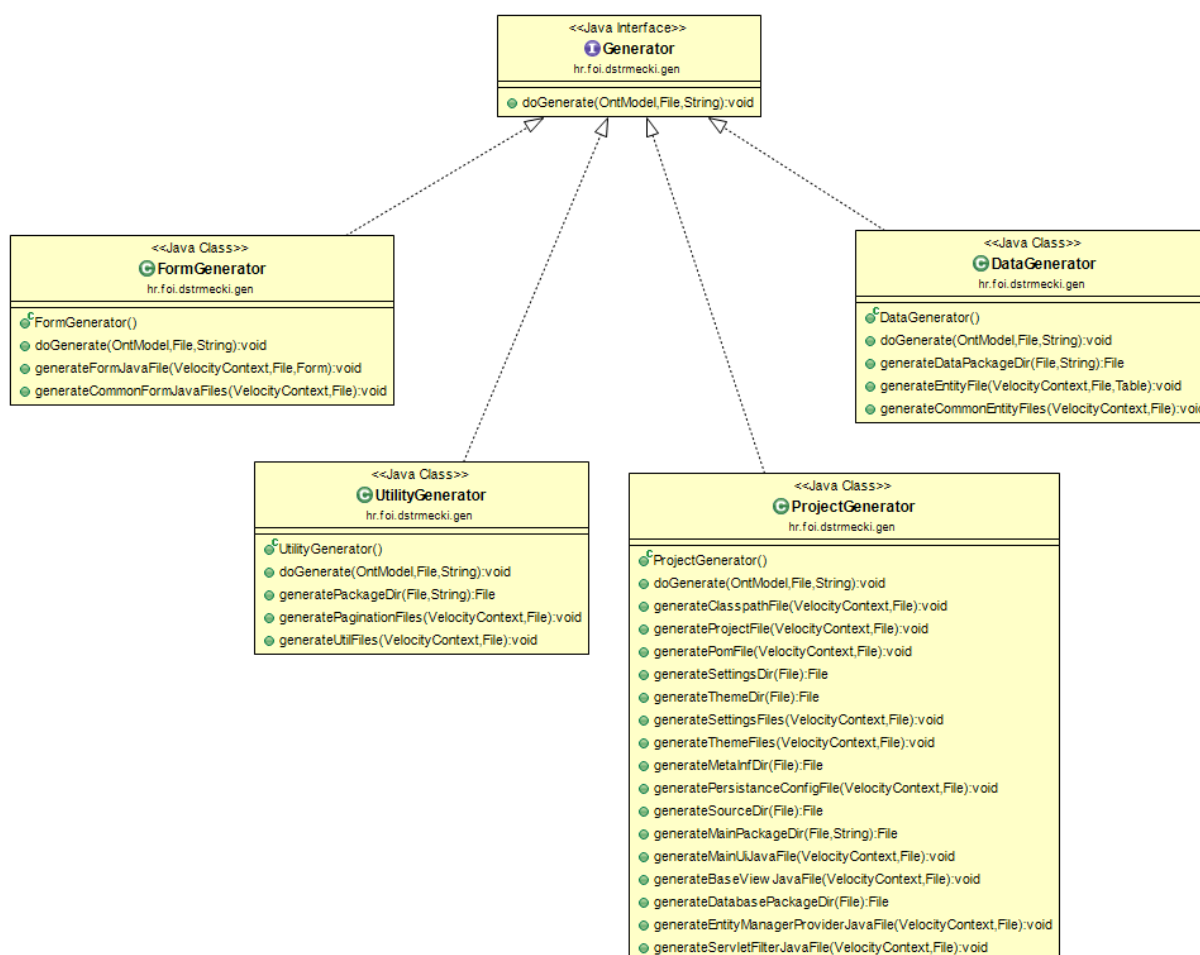 <<Java Interface>>
Generator
hr.foi.dstrmecki.gen
doGenerate(OntModel,File,String):void
<<Java Class>>
FormGenerator
hr.foi.dstrmecki.gen
FormGenerator()
doGenerate(OntModel,File,String):void
generateFormJavaFile(VelocityContext,File,Form):void
generateCommonFormJavaFiles(VelocityContext,File):void
<<Java Class>>
DataGenerator
hr.foi.dstrmecki.gen
DataGenerator()
doGenerate(OntModel,File,String):void
generateDataPackageDir(File,String):File
generateEntityFile(VelocityContext,File,Table):void
generateCommonEntityFiles(VelocityContext,File):void
<<Java Class>>
UtilityGenerator
hr.foi.dstrmecki.gen
UtilityGenerator()
doGenerate(OntModel,File,String):void
generatePackageDir(File,String):File
generatePaginationFiles(VelocityContext,File):void
generateUtilFiles(VelocityContext,File):void
<<Java Class>>
ProjectGenerator
hr.foi.dstrmecki.gen
ProjectGenerator()
doGenerate(OntModel,File,String):void
generateClasspathFile(VelocityContext,File):void
generateProjectFile(VelocityContext,File):void
generatePomFile(VelocityContext,File):void
generateSettingsDir(File):File
generateThemeDir(File):File
generateSettingsFiles(VelocityContext,File):void
generateThemeFiles(VelocityContext,File):void
generateMetaInfDir(File):File
generatePersistanceConfigFile(VelocityContext,File):void
generateSourceDir(File):File
generateMainPackageDir(File,String):File
generateMainUiJavaFile(VelocityContext,File):void
generateBaseViewJavaFile(VelocityContext,File):void
generateDatabasePackageDir(File):File
generateEntityManagerProviderJavaFile(VelocityContext,File):void
generateServletFilterJavaFile(VelocityContext,File):void